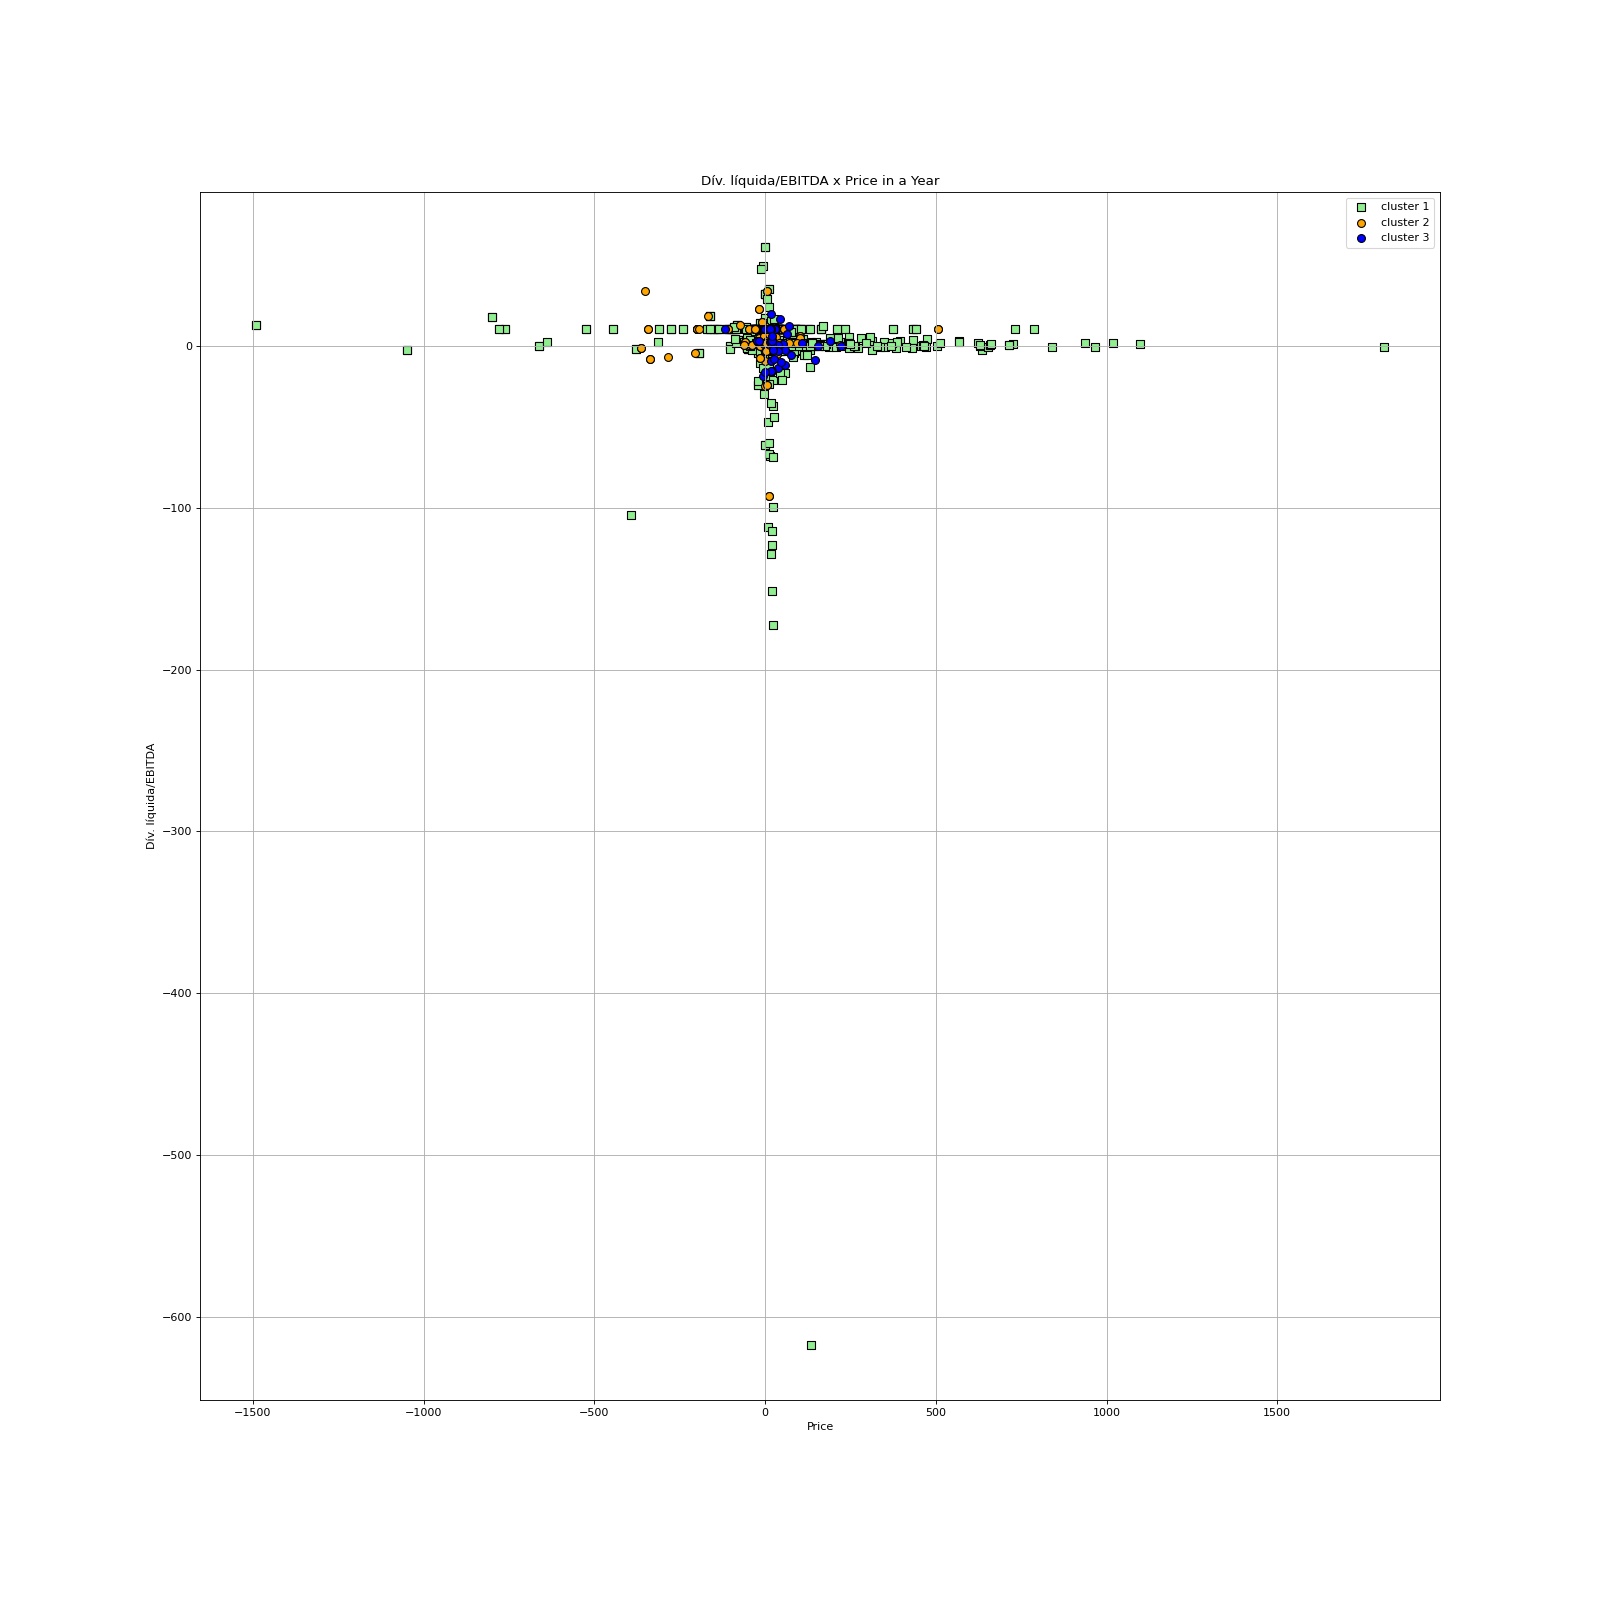 Dív. líquida/EBITDA x Price in a Year
cluster 1
cluster 2
cluster 3
0
−100
−200
−300
−400
−500
−600
Dív. líquida/EBITDA
−1500
−1000
−500
0
500
1000
1500
Price